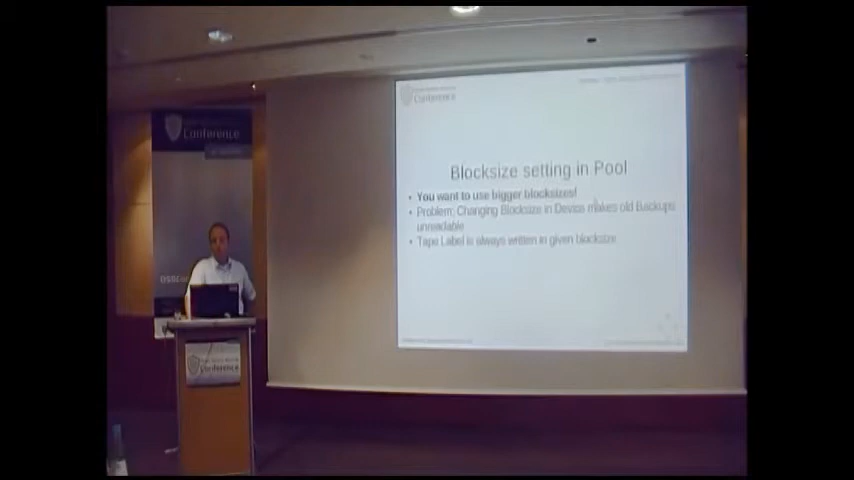 Conference
Conference
Blocksize setting in Pool
• You want to use bigger blocksizes!
• Problem: Changing Blocksize in Device makes old Backups
unreadable
• Tape Label is always written in given blocksize
Conference